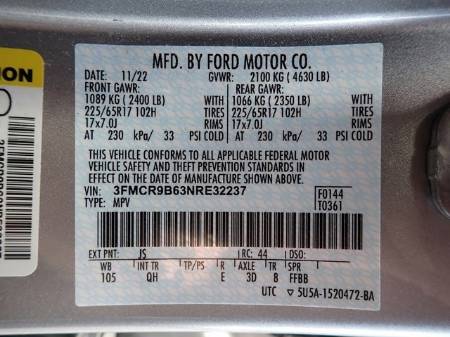 MFD. BY FORD MOTOR CO.
DATE: 11/22 GVWR: 2100 KG ( 4630 LB)
FRONT GAWR: REAR GAWR:
1089 KG ( 2400 LB) 1066 KG ( 2350 LB)
225/65R17 102H TIRES 225/65R17 102H WITH TIRES
17x7.0J RIMS 17x7.0J RIMS
AT 230 kPa/ 33 PSI COLD AT 230 kPa/ 33 PSI COLD
THIS VEHICLE CONFORMS TO ALL APPLICABLE FEDERAL MOTOR
VEHICLE SAFETY AND THEFT PREVENTION STANDARDS IN EFFECT
ON THE DATE OF MANUFACTURE SHOWN ABOVE.
VIN: 3FMCR9B63NRE32237 F0144
TYPE: MPV T0361
EXT PNT: JS RC: 44 DSO:
WB INT TR TP/PS R AXLE TR SPR
105 QH E 3D 8 FFBB
UTC 5U5A-1520472-BA